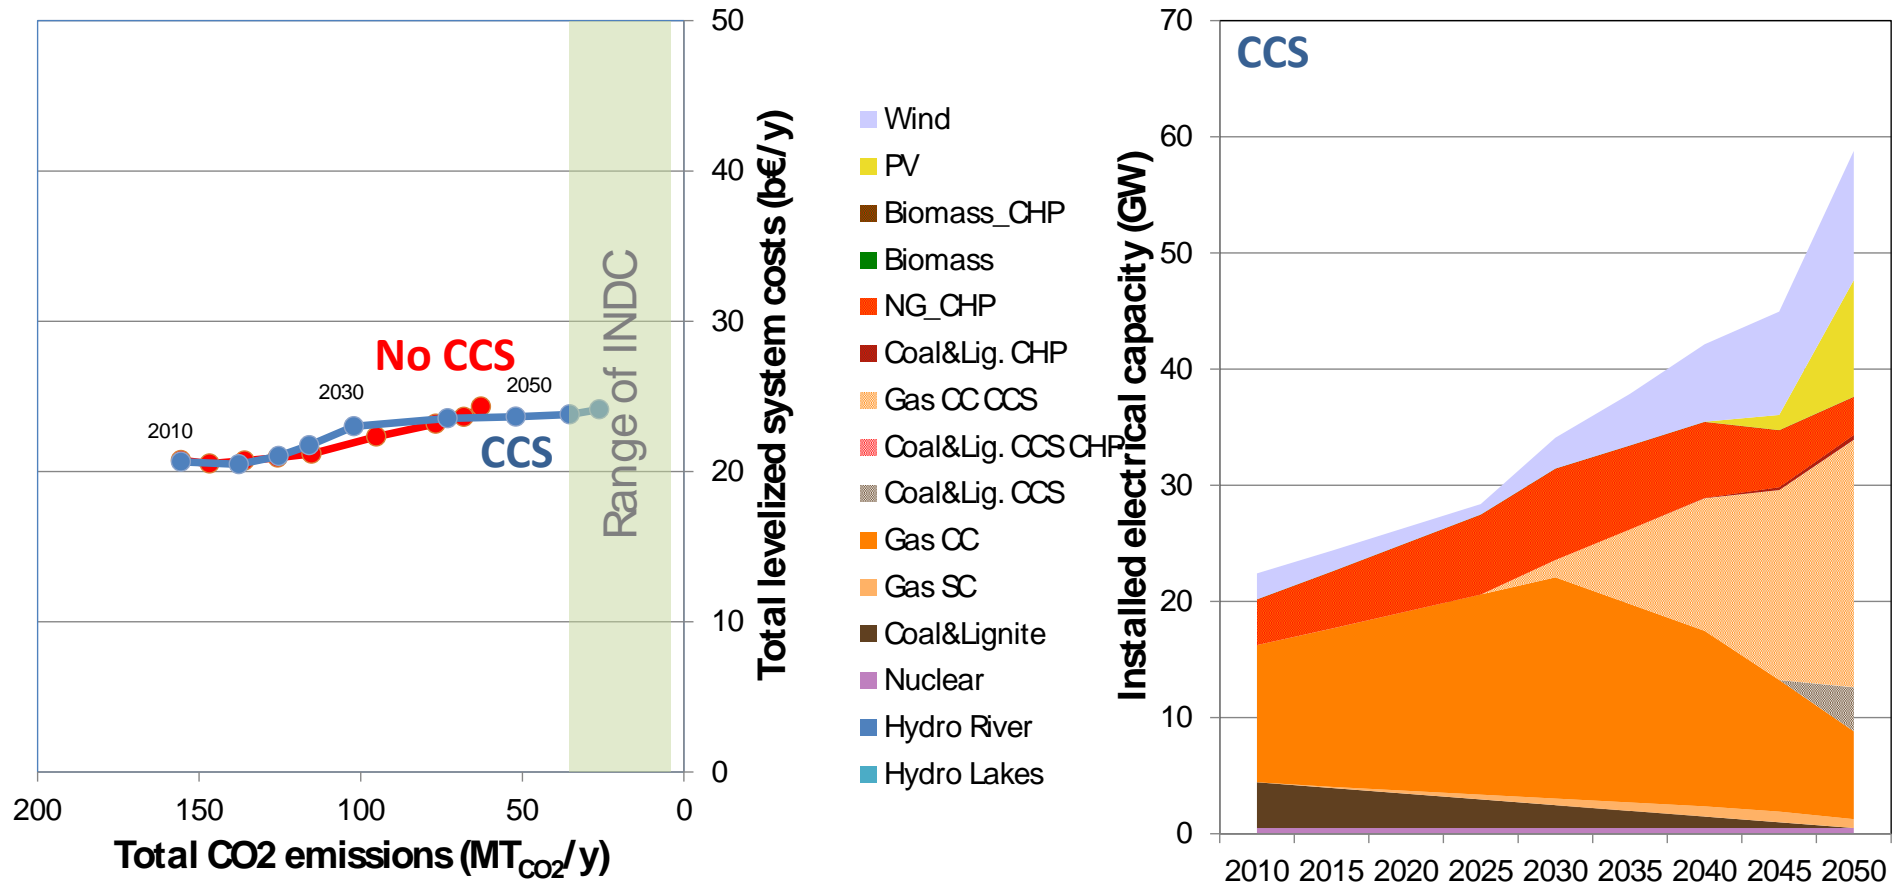 50
40
30
20
10
0
200
150
100
50
0
Total CO2 emissions (MTCO2/y)
Total levelized system costs (b€/y)
Range of INDC
No CCS
CCS
2010
2030
2050
Wind
PV
Biomass_CHP
Biomass
NG_CHP
Coal&Lig. CHP
Gas CC CCS
Coal&Lig. CCS CHP
Coal&Lig. CCS
Gas CC
Gas SC
Coal&Lignite
Nuclear
Hydro River
Hydro Lakes
Installed electrical capacity (GW)
CCS
70
60
50
40
30
20
10
0
2010 2015 2020 2025 2030 2035 2040 2045 2050